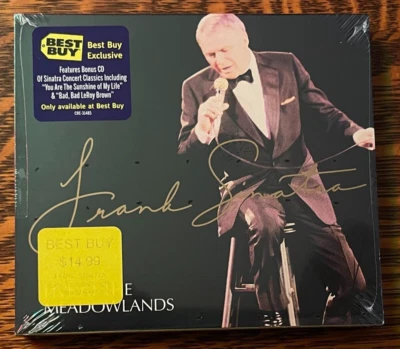 BEST BUY
Best Buy Exclusive
Features Bonus CD
Of Sinatra Concert Classics Including
"You Are The Sunshine of My Life"
& "Bad, Bad LeRoy Brown"
Only available at Best Buy
Frank Sinatra
BEST BUY
$14.99
MEADOWLANDS